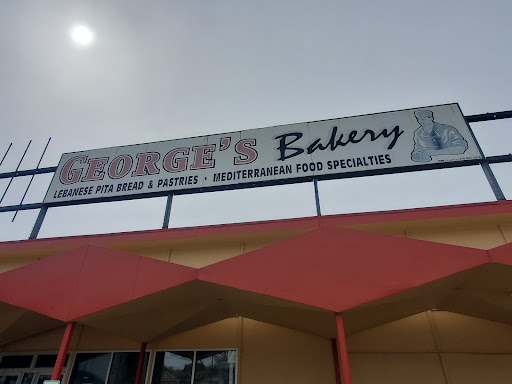 GEORGE'S Bakery
LEBANESE PITA BREAD & PASTRIES · MEDITERRANEAN FOOD SPECIALTIES